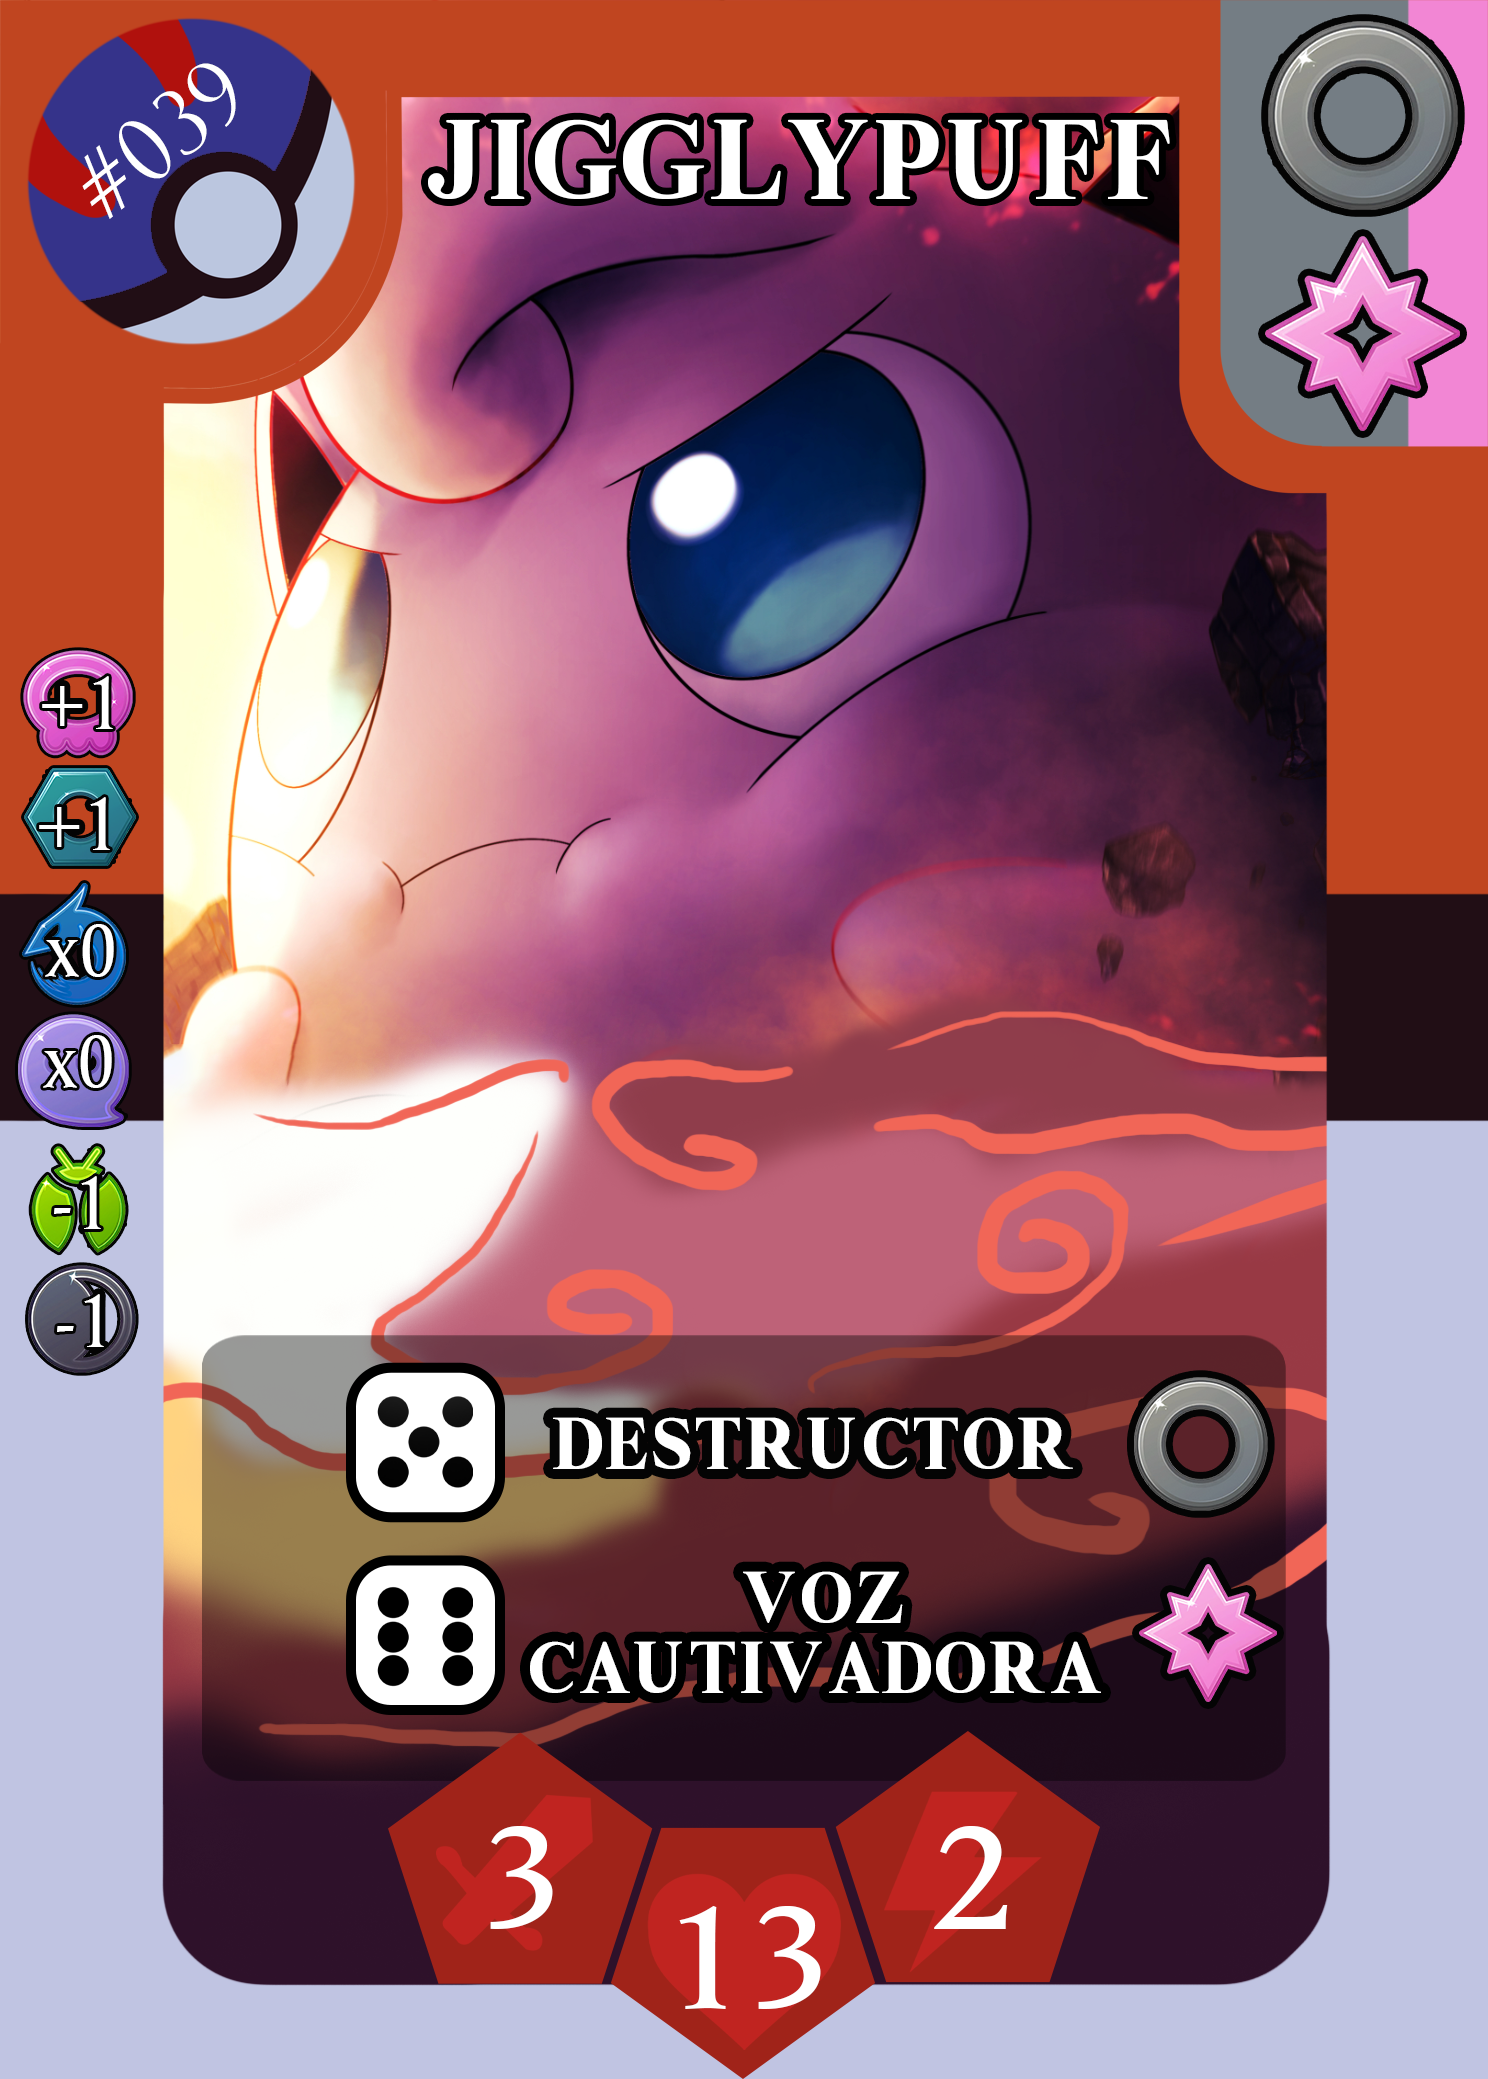 #039
JIGGLYPUFF
+1
+1
x0
x0
-1
-1
DESTRUCTOR
VOZ
CAUTIVADORA
3
13
2